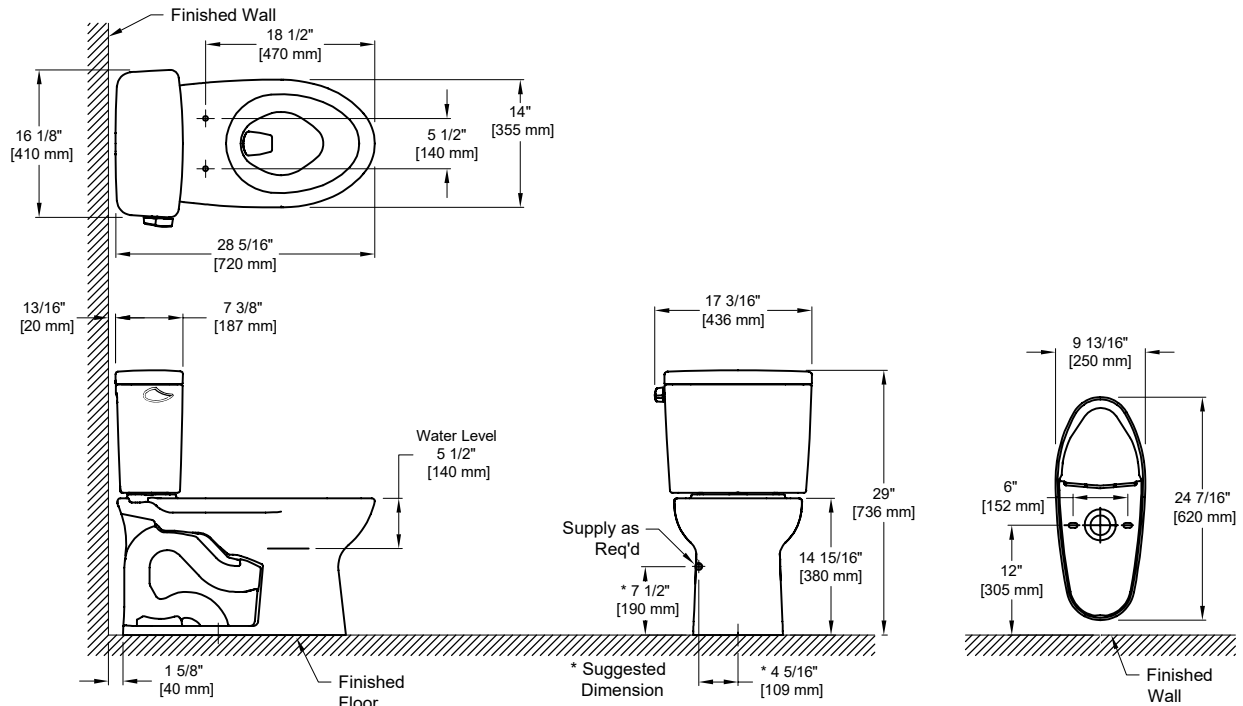 Finished Wall
18 1/2"
[470 mm]
16 1/8"
[410 mm]
5 1/2"
[140 mm]
14"
[355 mm]
28 5/16"
[720 mm]
13/16"
[20 mm]
7 3/8"
[187 mm]
Water Level
5 1/2"
[140 mm]
1 5/8"
[40 mm]
Finished
Floor
17 3/16"
[436 mm]
29"
[736 mm]
Supply as
Req'd
14 15/16"
[380 mm]
* 7 1/2"
[190 mm]
* Suggested
Dimension
* 4 5/16"
[109 mm]
9 13/16"
[250 mm]
6"
[152 mm]
24 7/16"
[620 mm]
12"
[305 mm]
Finished
Wall